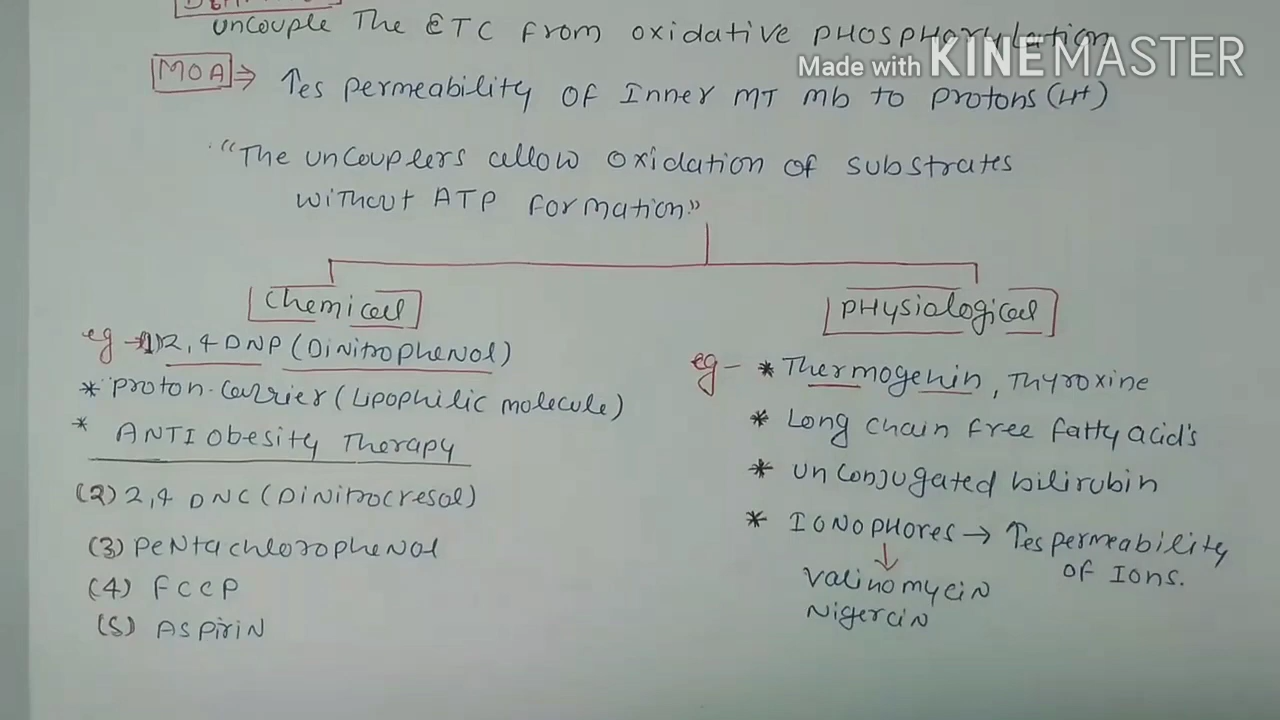 uncouple The ETC from oxidative phosphorylation
Made with KINEMASTER
MOA ⇒ ↑es permeability of Inner MT mb to protons (H+)
"The uncouplers allow oxidation of substrates
without ATP formation"
Chemical
eg → 1) 2,4 DNP (Dinitrophenol)
* proton carrier (Lipophilic molecule)
* ANTIobesity Therapy
(2) 2,4 DNC (Dinitrocresol)
(3) Pentachlorophenol
(4) FCCP
(5) Aspirin
Physiological
eg - * Thermogenin, Thyroxine
* Long chain free fatty acid's
* unconjugated bilirubin
* Ionophores → ↑es permeability
of Ions.
↓
Valinomycin
Nigercin